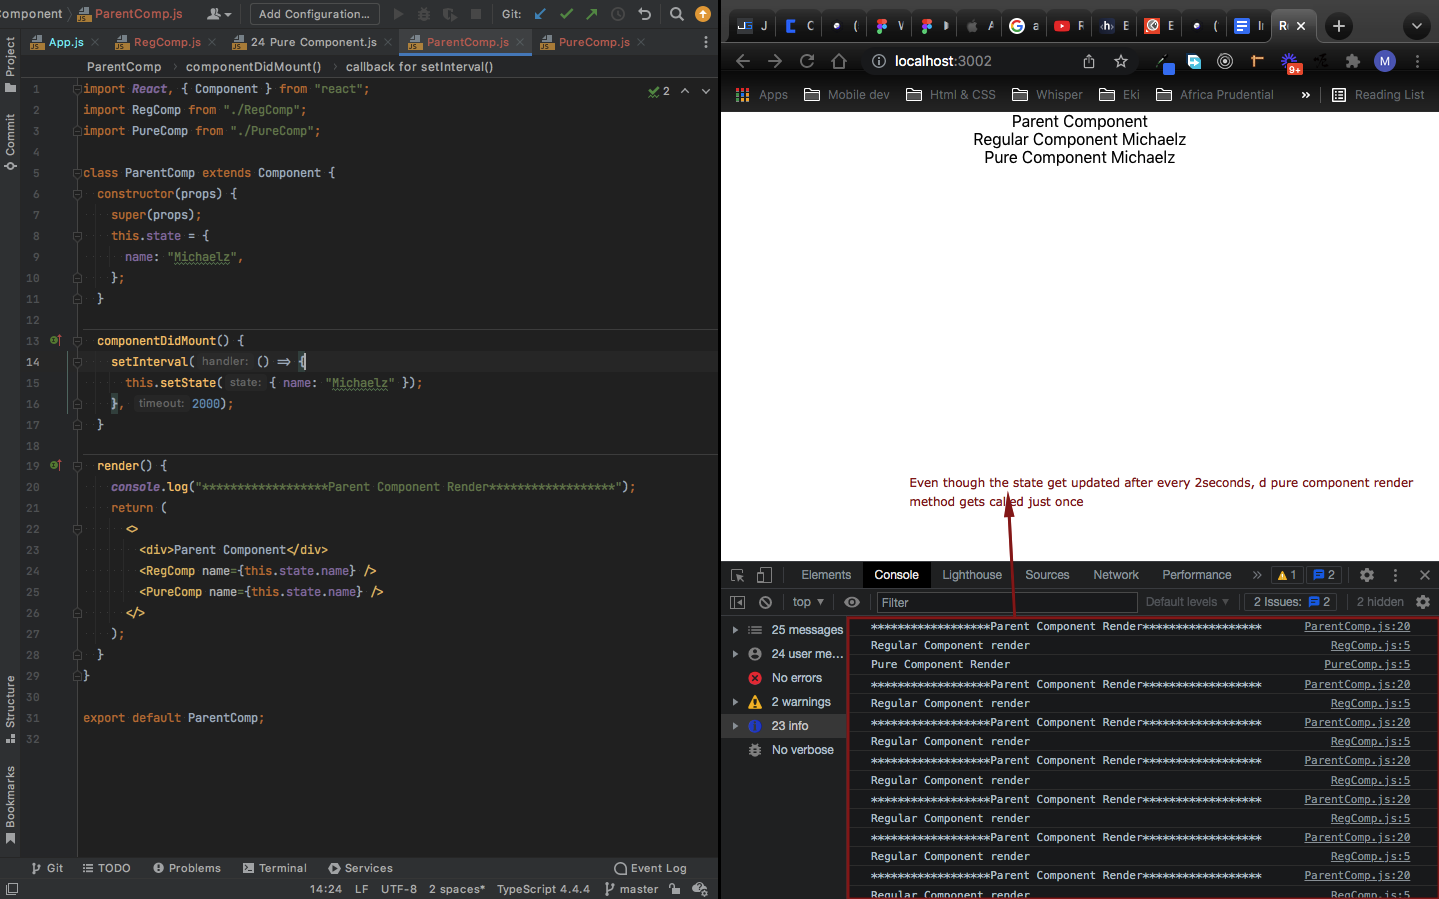 Component
ParentComp.js
Add Configuration...
Git:
App.js
RegComp.js
24 Pure Component.js
ParentComp.js
PureComp.js
ParentComp
componentDidMount()
callback for setInterval()
Project
Commit
Structure
Bookmarks
2
1 import React, { Component } from "react";
2 import RegComp from "./RegComp";
3 import PureComp from "./PureComp";
4
5 class ParentComp extends Component {
6 constructor(props) {
7 super(props);
8 this.state = {
9 name: "Michaelz",
10 };
11 }
12
13 componentDidMount() {
14 setInterval( handler: () => {
15 this.setState( state: { name: "Michaelz" });
16 }, timeout: 2000);
17 }
18
19 render() {
20 console.log("******************Parent Component Render******************");
21 return (
22 <>
23 <div>Parent Component</div>
24 <RegComp name={this.state.name} />
25 <PureComp name={this.state.name} />
26 </>
27 );
28 }
29 }
30
31 export default ParentComp;
32
Git
TODO
Problems
Terminal
Services
Event Log
14:24 LF UTF-8 2 spaces* TypeScript 4.4.4 master
localhost:3002
9+
M
Apps
Mobile dev
Html & CSS
Whisper
Eki
Africa Prudential
»
Reading List
Parent Component
Regular Component Michaelz
Pure Component Michaelz
Even though the state get updated after every 2seconds, d pure component render
method gets called just once
Elements Console Lighthouse Sources Network Performance » 1 2
top Filter Default levels 2 Issues: 2 2 hidden
25 messages
24 user me...
No errors
2 warnings
23 info
No verbose
******************Parent Component Render****************** ParentComp.js:20
Regular Component render RegComp.js:5
Pure Component Render PureComp.js:5
******************Parent Component Render****************** ParentComp.js:20
Regular Component render RegComp.js:5
******************Parent Component Render****************** ParentComp.js:20
Regular Component render RegComp.js:5
******************Parent Component Render****************** ParentComp.js:20
Regular Component render RegComp.js:5
******************Parent Component Render****************** ParentComp.js:20
Regular Component render RegComp.js:5
******************Parent Component Render****************** ParentComp.js:20
Regular Component render RegComp.js:5
******************Parent Component Render****************** ParentComp.js:20
Regular Component render RegComp.js:5